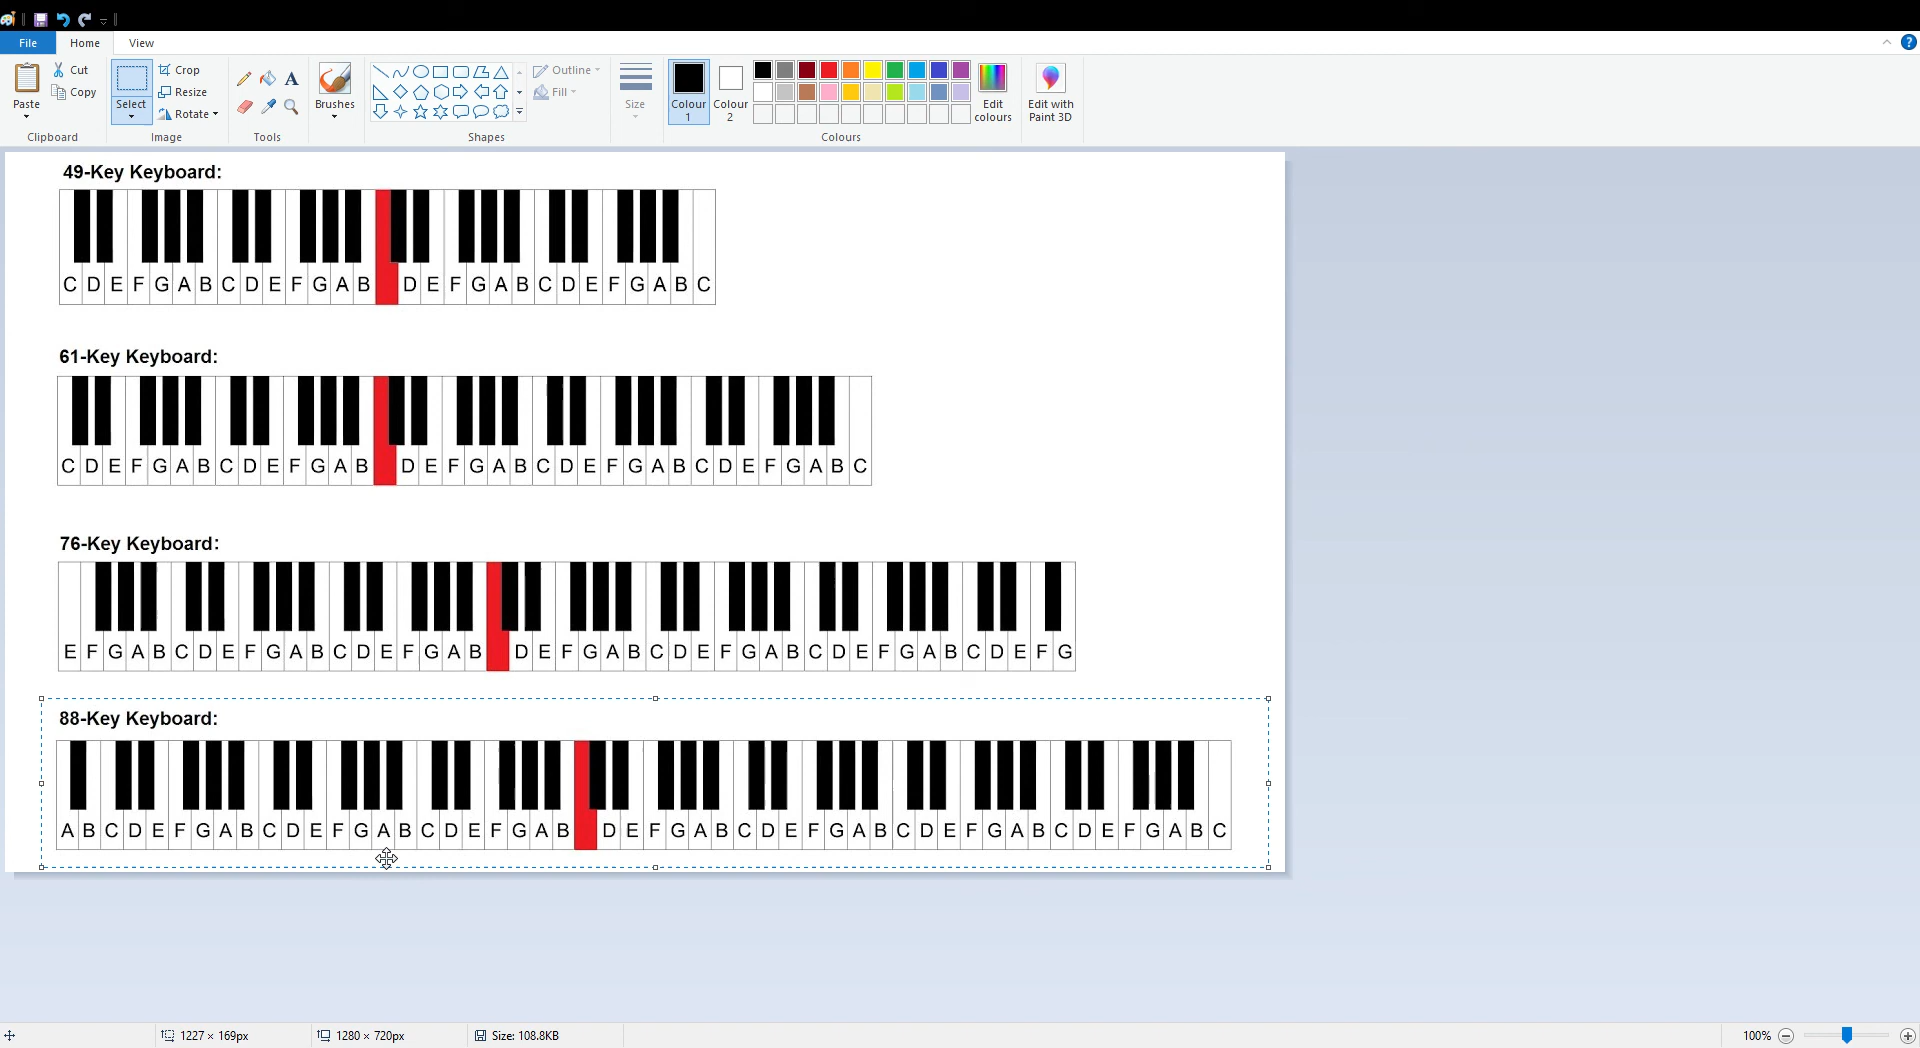 File Home View
Paste
Cut
Copy
Clipboard
Select
Crop
Resize
Rotate
Image
A
Tools
Brushes
Outline
Fill
Shapes
Size
Colour
1
Colour
2
Edit
colours
Colours
Edit with
Paint 3D
?
49-Key Keyboard:
C D E F G A B C D E F G A B D E F G A B C D E F G A B C
61-Key Keyboard:
C D E F G A B C D E F G A B D E F G A B C D E F G A B C D E F G A B C
76-Key Keyboard:
E F G A B C D E F G A B C D E F G A B D E F G A B C D E F G A B C D E F G A B C D E F G
88-Key Keyboard:
A B C D E F G A B C D E F G A B C D E F G A B D E F G A B C D E F G A B C D E F G A B C D E F G A B C
1227 × 169px 1280 × 720px Size: 108.8KB 100%